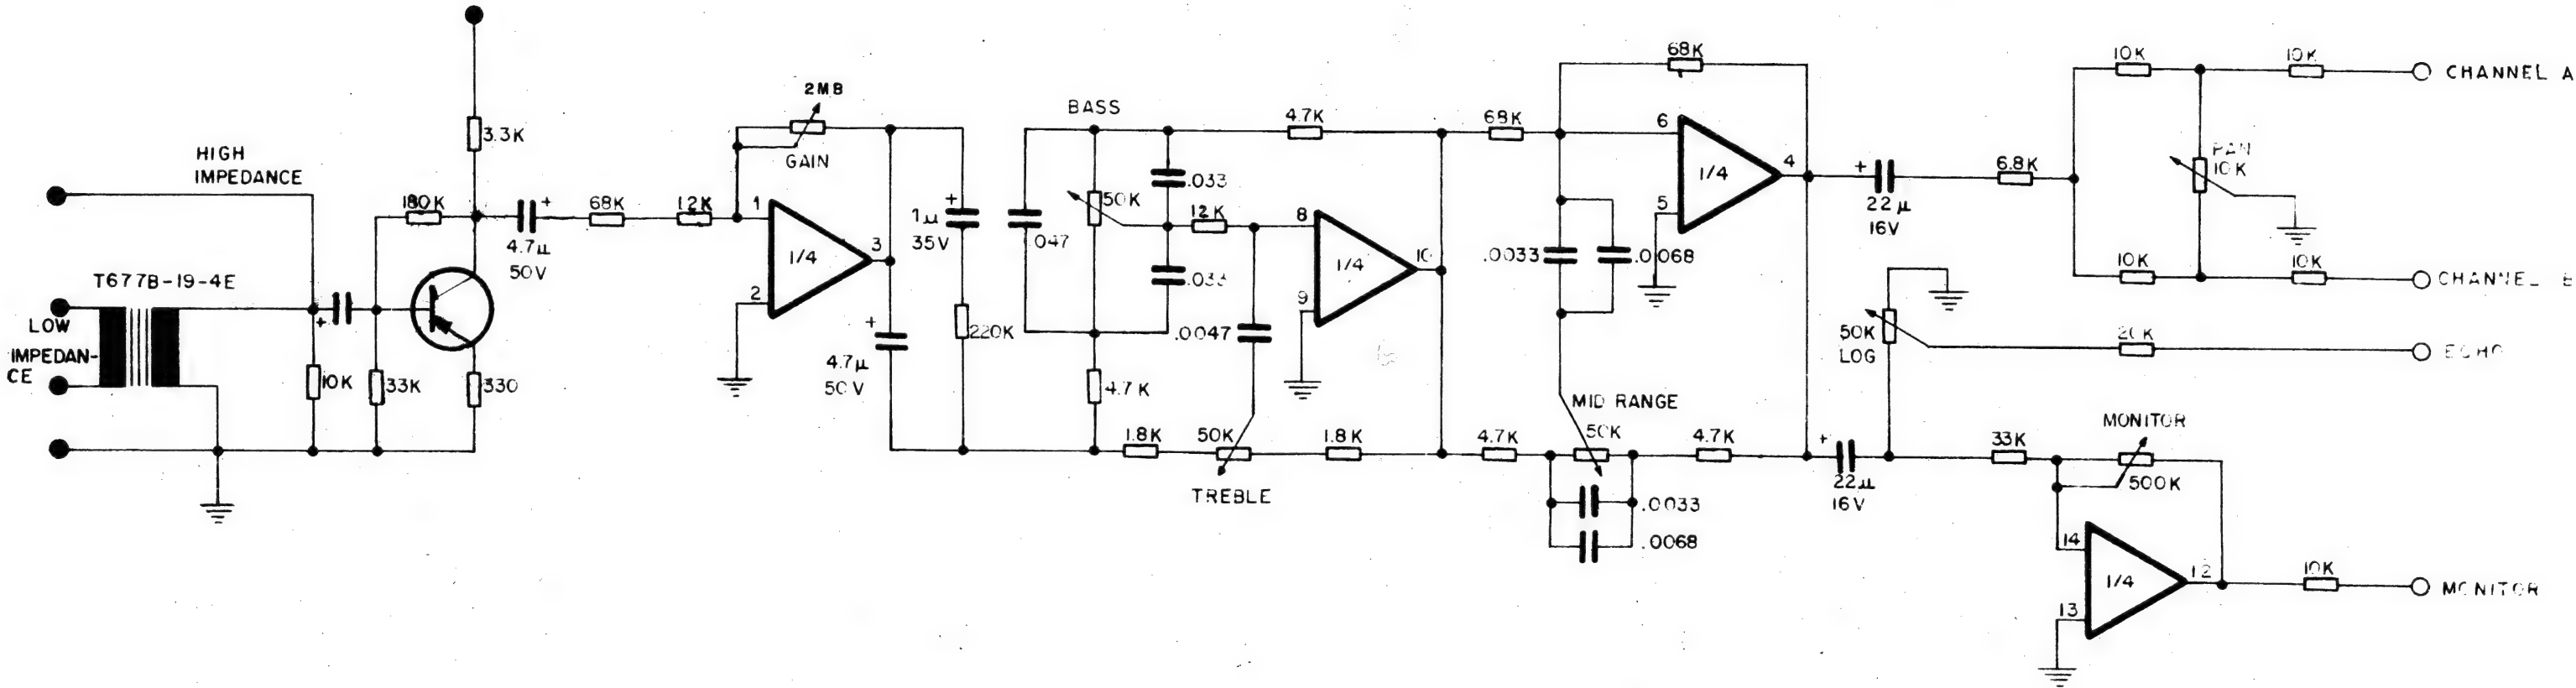 HIGH
IMPEDANCE
T677B-19-4E
LOW
IMPEDAN-
CE
+
10K
33K
330
180K
3.3K
+
4.7µ
50V
68K
12K
2MB
GAIN
1
2
3
1/4
+
1µ
35V
220K
+
4.7µ
50V
BASS
50K
.047
.033
.033
12K
4.7K
4.7K
.0047
8
9
10
1/4
1.8K
50K
1.8K
TREBLE
68K
68K
6
5
4
1/4
.0033
.0068
MID RANGE
4.7K
50K
4.7K
.0033
.0068
+
22µ
16V
6.8K
10K
10K
CHANNEL A
PAN
10K
10K
10K
CHANNEL
50K
LOG
20K
ECHO
+
22µ
16V
33K
MONITOR
500K
14
13
12
1/4
10K
MONITOR